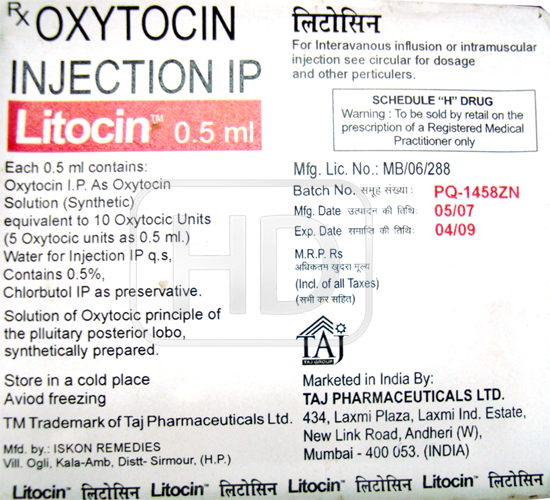 Rx OXYTOCIN
INJECTION IP
Litocin™ 0.5 ml
Each 0.5 ml contains:
Oxytocin I.P. As Oxytocin
Solution (Synthetic)
equivalent to 10 Oxytocic Units
(5 Oxytocic units as 0.5 ml.)
Water for Injection IP q.s,
Contains 0.5%,
Chlorbutol IP as preservative.
Solution of Oxytocic principle of
the plluitary posterior lobo,
synthetically prepared.
Store in a cold place
Aviod freezing
TM Trademark of Taj Pharmaceuticals Ltd.
Mfd. by.: ISKON REMEDIES
Vill. Ogli, Kala-Amb, Distt- Sirmour, (H.P.)
लिटोसिन
For Interavanous infusion or intramuscular
injection see circular for dosage
and other perticulers.
SCHEDULE "H" DRUG
Warning : To be sold by retail on the
prescription of a Registered Medical
Practitioner only
Mfg. Lic. No.: MB/06/288
Batch No. समूह संख्या: PQ-1458ZN
Mfg. Date उत्पादन की तिथि: 05/07
Exp. Date समाप्ति की तिथि: 04/09
M.R.P. Rs
अधिकतम खुदरा मूल्य
(Incl. of all Taxes)
(सभी कर सहित)
TAJ
TAJ GROUP
Marketed in India By:
TAJ PHARMACEUTICALS LTD.
434, Laxmi Plaza, Laxmi Ind. Estate,
New Link Road, Andheri (W),
Mumbai - 400 053. (INDIA)
Litocin™ लिटोसिन Litocin™ लिटोसिन Litocin™ लिटोसिन Litocin™ लिटोसिन
HD